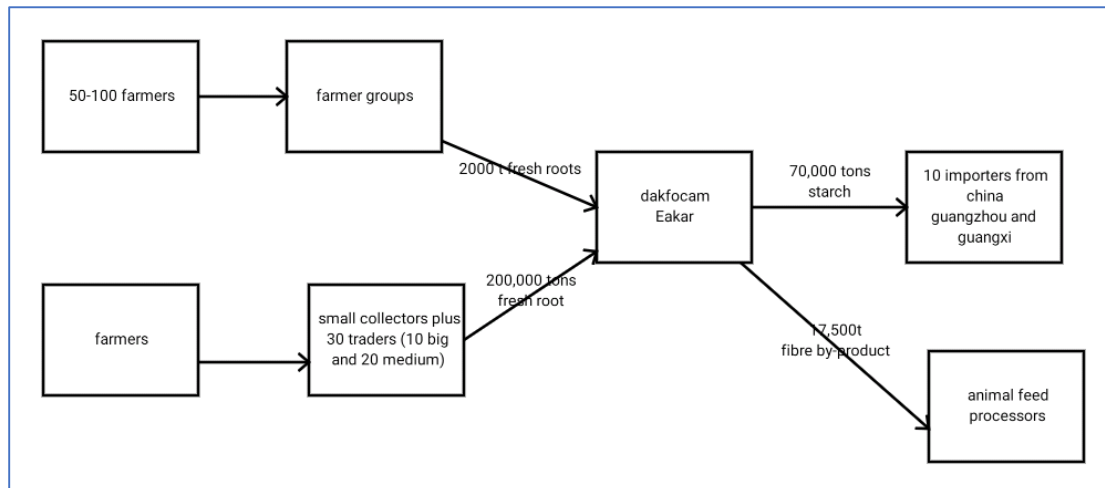 50-100 farmers
farmer groups
2000 t fresh roots
dakfocam
Eakar
70,000 tons
starch
10 importers from
china
guangzhou and
guangxi
200,000 tons
fresh root
farmers
small collectors plus
30 traders (10 big
and 20 medium)
17,500t
fibre by-product
animal feed
processors